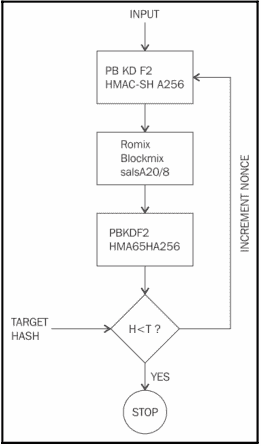 INPUT
PB KD F2
HMAC-SH A256
Romix
Blockmix
salsA20/8
PBKDF2
HMA65HA256
INCREMENT NONCE
TARGET
HASH
H<T ?
YES
STOP